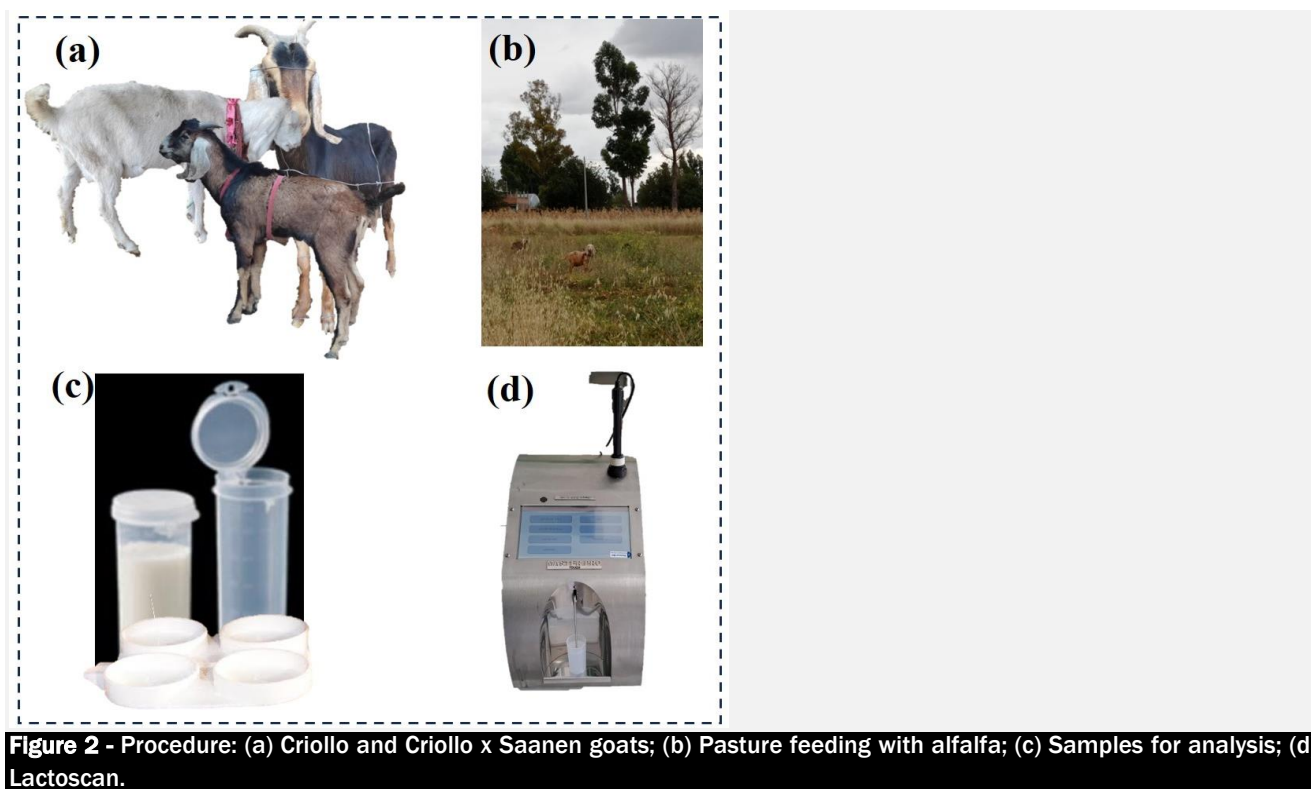 (a)
(b)
(c)
(d)
Figure 2 - Procedure: (a) Criollo and Criollo x Saanen goats; (b) Pasture feeding with alfalfa; (c) Samples for analysis; (d
Lactoscan.